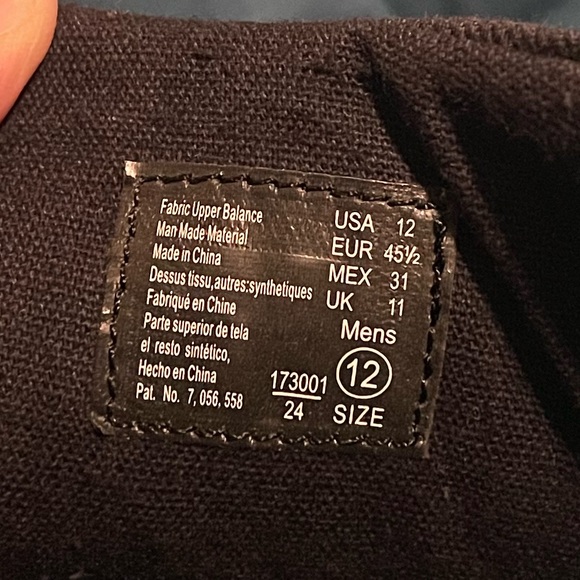 Fabric Upper Balance
Man Made Material
Made in China
Dessus tissu,autres:synthetiques
Fabriqué en Chine
Parte superior de tela
el resto sintético,
Hecho en China
Pat. No. 7, 056, 558
USA 12
EUR 45½
MEX 31
UK 11
Mens
12
SIZE
173001
24